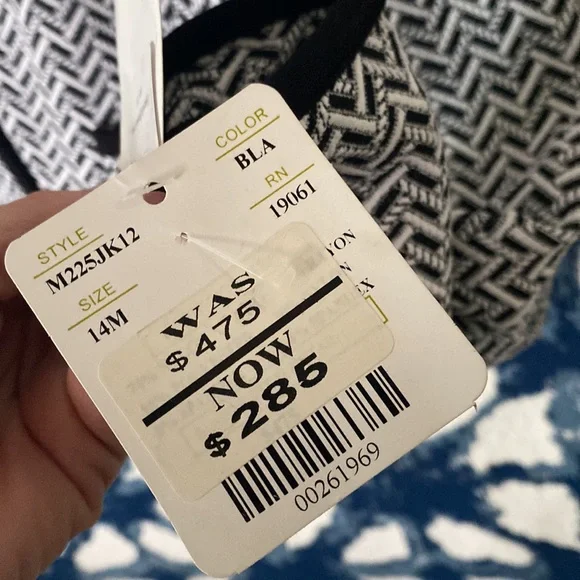 COLOR
BLA
RN
19061
STYLE
M225JK12
SIZE
14M
WAS
$475
NOW
$285
00261969